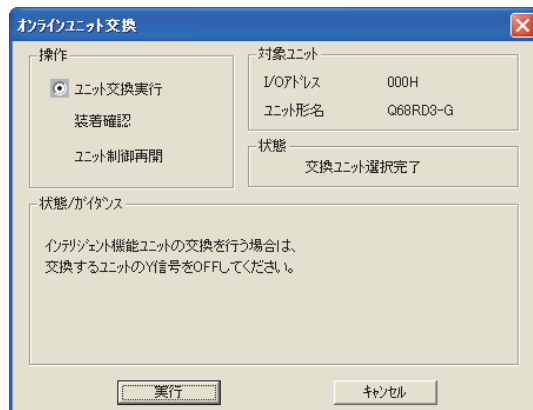 オンラインユニット交換
操作
ユニット交換実行
装着確認
ユニット制御再開
対象ユニット
I/Oアドレス 000H
ユニット形名 Q68RD3-G
状態
交換ユニット選択完了
状態/ガイダンス
インテリジェント機能ユニットの交換を行う場合は、
交換するユニットのY信号をOFFしてください。
実行 キャンセル